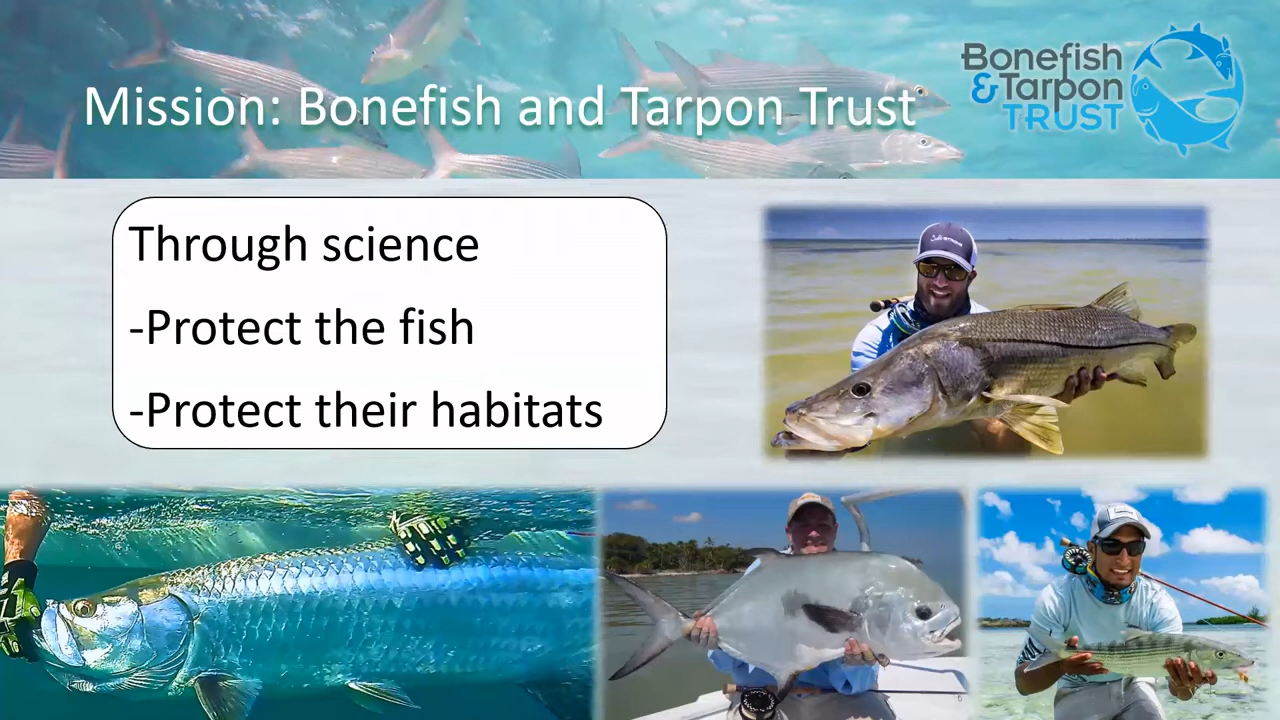 Mission: Bonefish and Tarpon Trust
Bonefish
& Tarpon
TRUST
Through science
-Protect the fish
-Protect their habitats